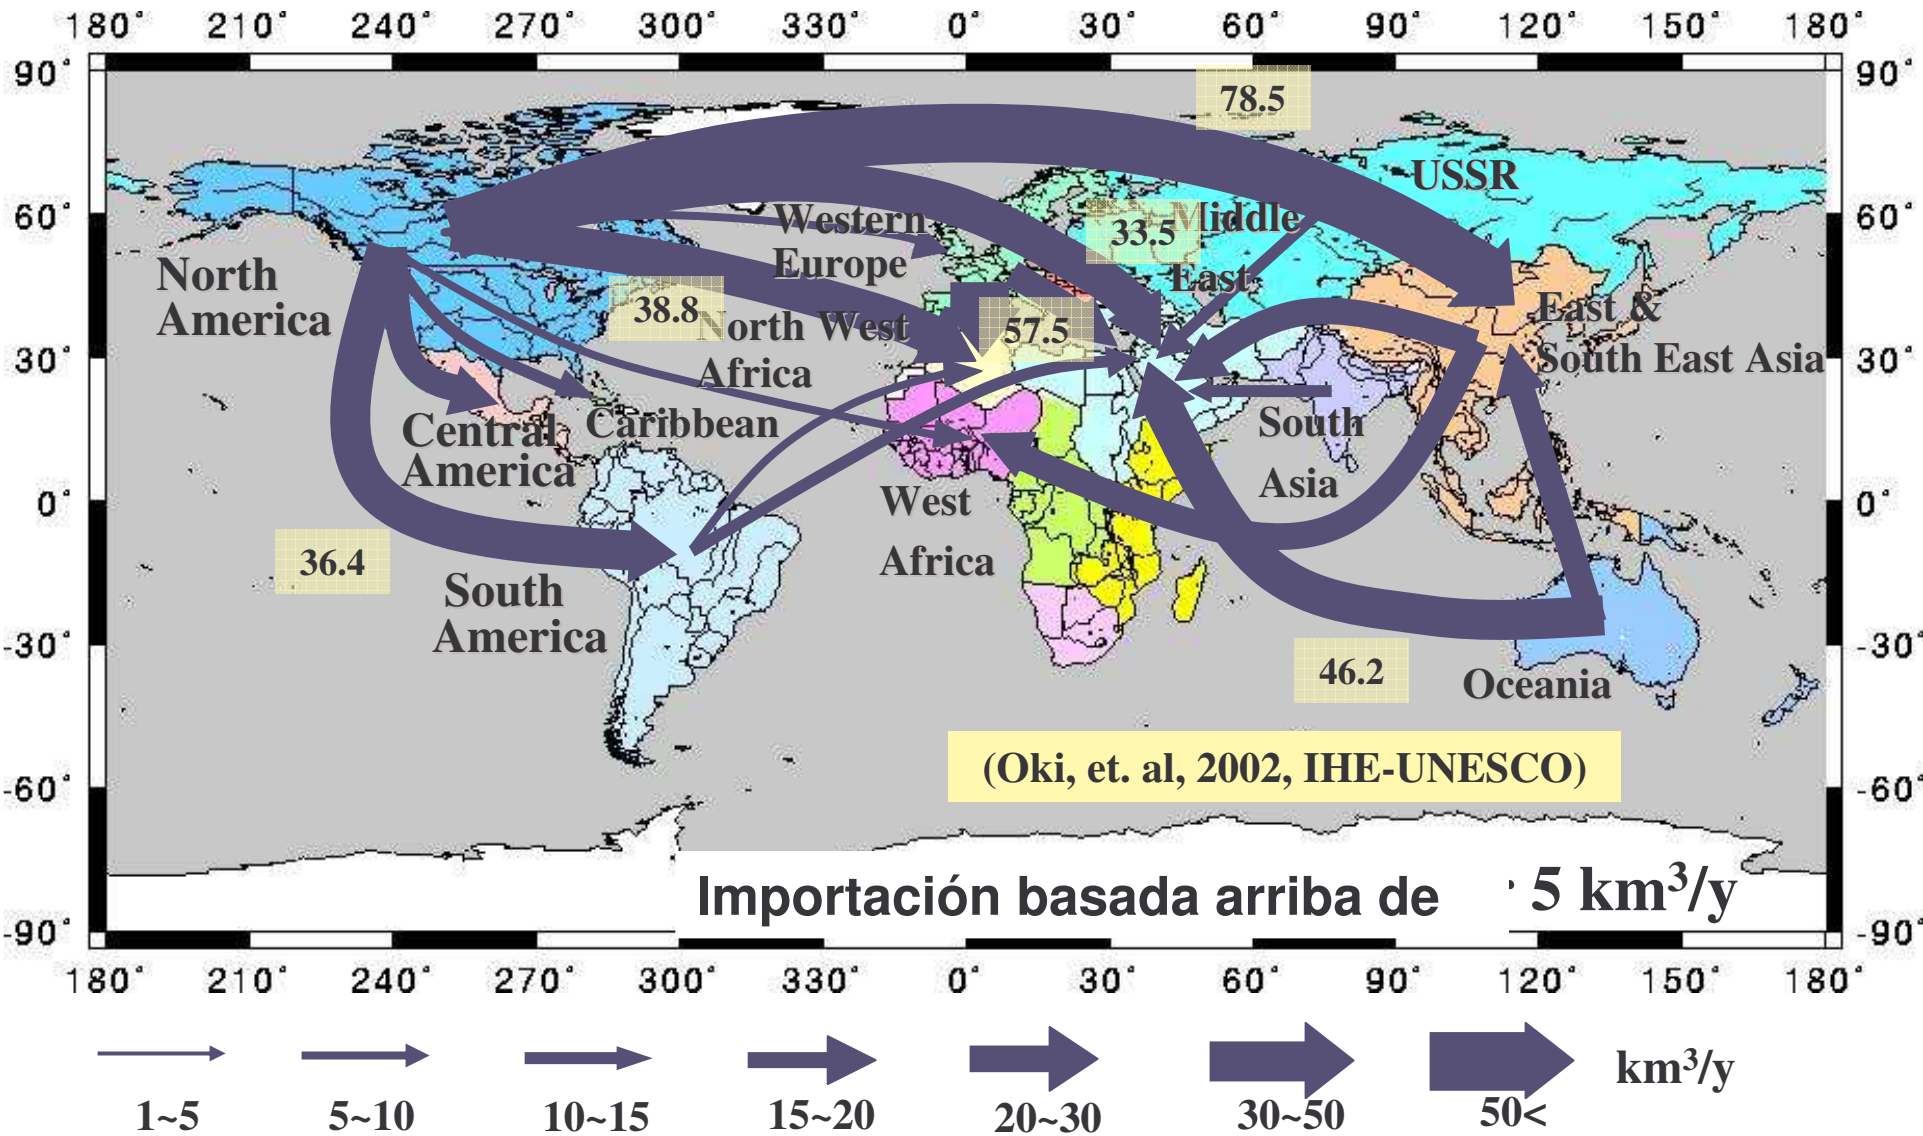 180° 210° 240° 270° 300° 330° 0° 30° 60° 90° 120° 150° 180°
90° 90°
78.5
USSR
60° 60°
Western
Europe
Middle
East
33.5
North
America
38.8
North West
Africa
57.5
East &
South East Asia
30° 30°
Central
America
Caribbean
South
Asia
West
Africa
0° 0°
36.4
South
America
-30° -30°
46.2
Oceania
(Oki, et. al, 2002, IHE-UNESCO)
-60° -60°
Importación basada arriba de 5 km³/y
-90° -90°
180° 210° 240° 270° 300° 330° 0° 30° 60° 90° 120° 150° 180°
km³/y
1~5 5~10 10~15 15~20 20~30 30~50 50<